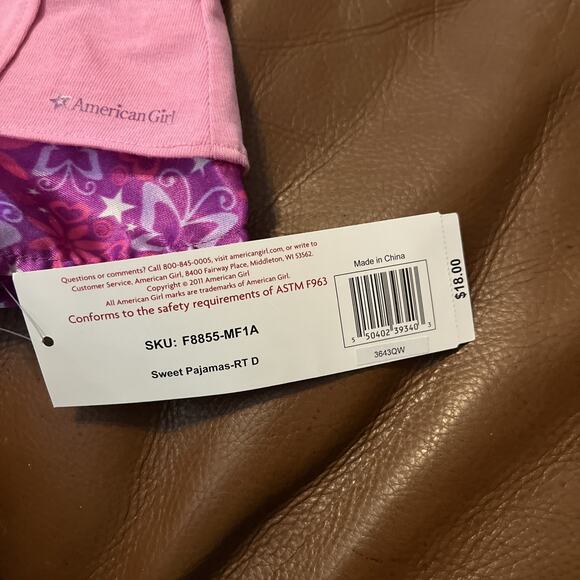 American Girl
Questions or comments? Call 800-845-0005, visit americangirl.com, or write to
Customer Service, American Girl, 8400 Fairway Place, Middleton, WI 53562.
Copyright © 2011 American Girl
All American Girl marks are trademarks of American Girl.
Conforms to the safety requirements of ASTM F963
SKU: F8855-MF1A
Sweet Pajamas-RT D
Made in China
5 50402 39340 3
3643QW
$18.00